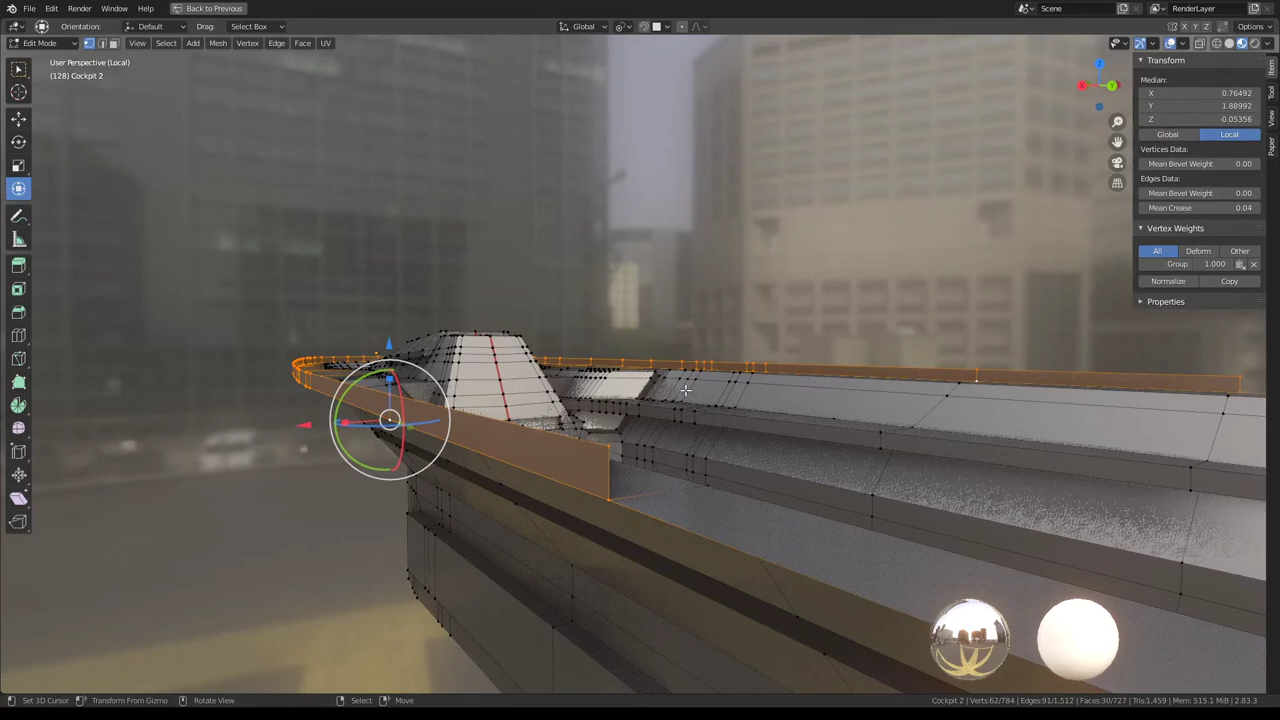 File Edit Render Window Help Back to Previous Scene RenderLayer
Orientation: Default Drag: Select Box Global X Y Z Options
Edit Mode View Select Add Mesh Vertex Edge Face UV
User Perspective (Local)
(128) Cockpit 2
Z
X
Y
Transform
Median:
X 0.76492
Y 1.88992
Z -0.05356
Global Local
Vertices Data:
Mean Bevel Weight 0.00
Edges Data:
Mean Bevel Weight 0.00
Mean Crease 0.04
Vertex Weights
All Deform Other
Group 1.000
Normalize Copy
Properties
Item
Tool
View
Paper
Set 3D Cursor Transform From Gizmo Rotate View Select Move Cockpit 2 | Verts:62/784 | Edges:91/1,512 | Faces:30/727 | Tris:1,459 | Mem: 515.1 MiB | 2.83.3